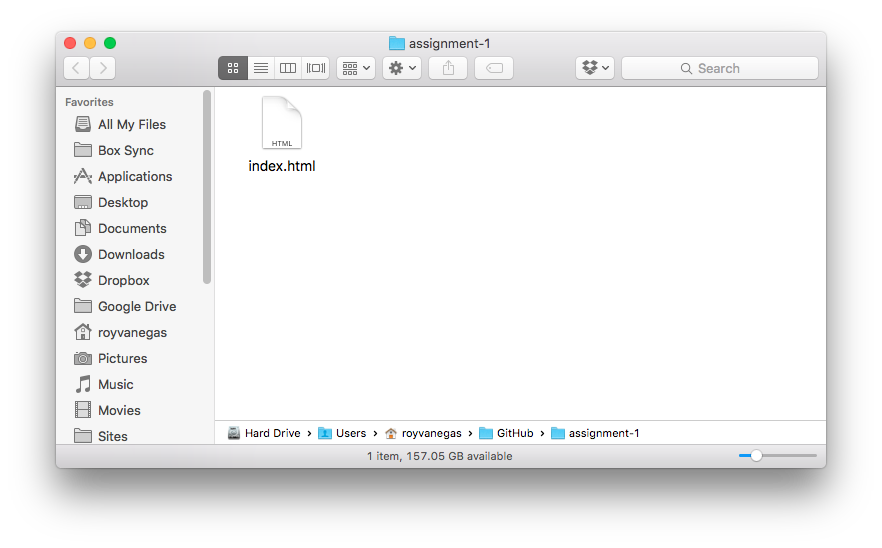 assignment-1
Search
Favorites
All My Files
Box Sync
Applications
Desktop
Documents
Downloads
Dropbox
Google Drive
royvanegas
Pictures
Music
Movies
Sites
HTML
index.html
Hard Drive › Users › royvanegas › GitHub › assignment-1
1 item, 157.05 GB available